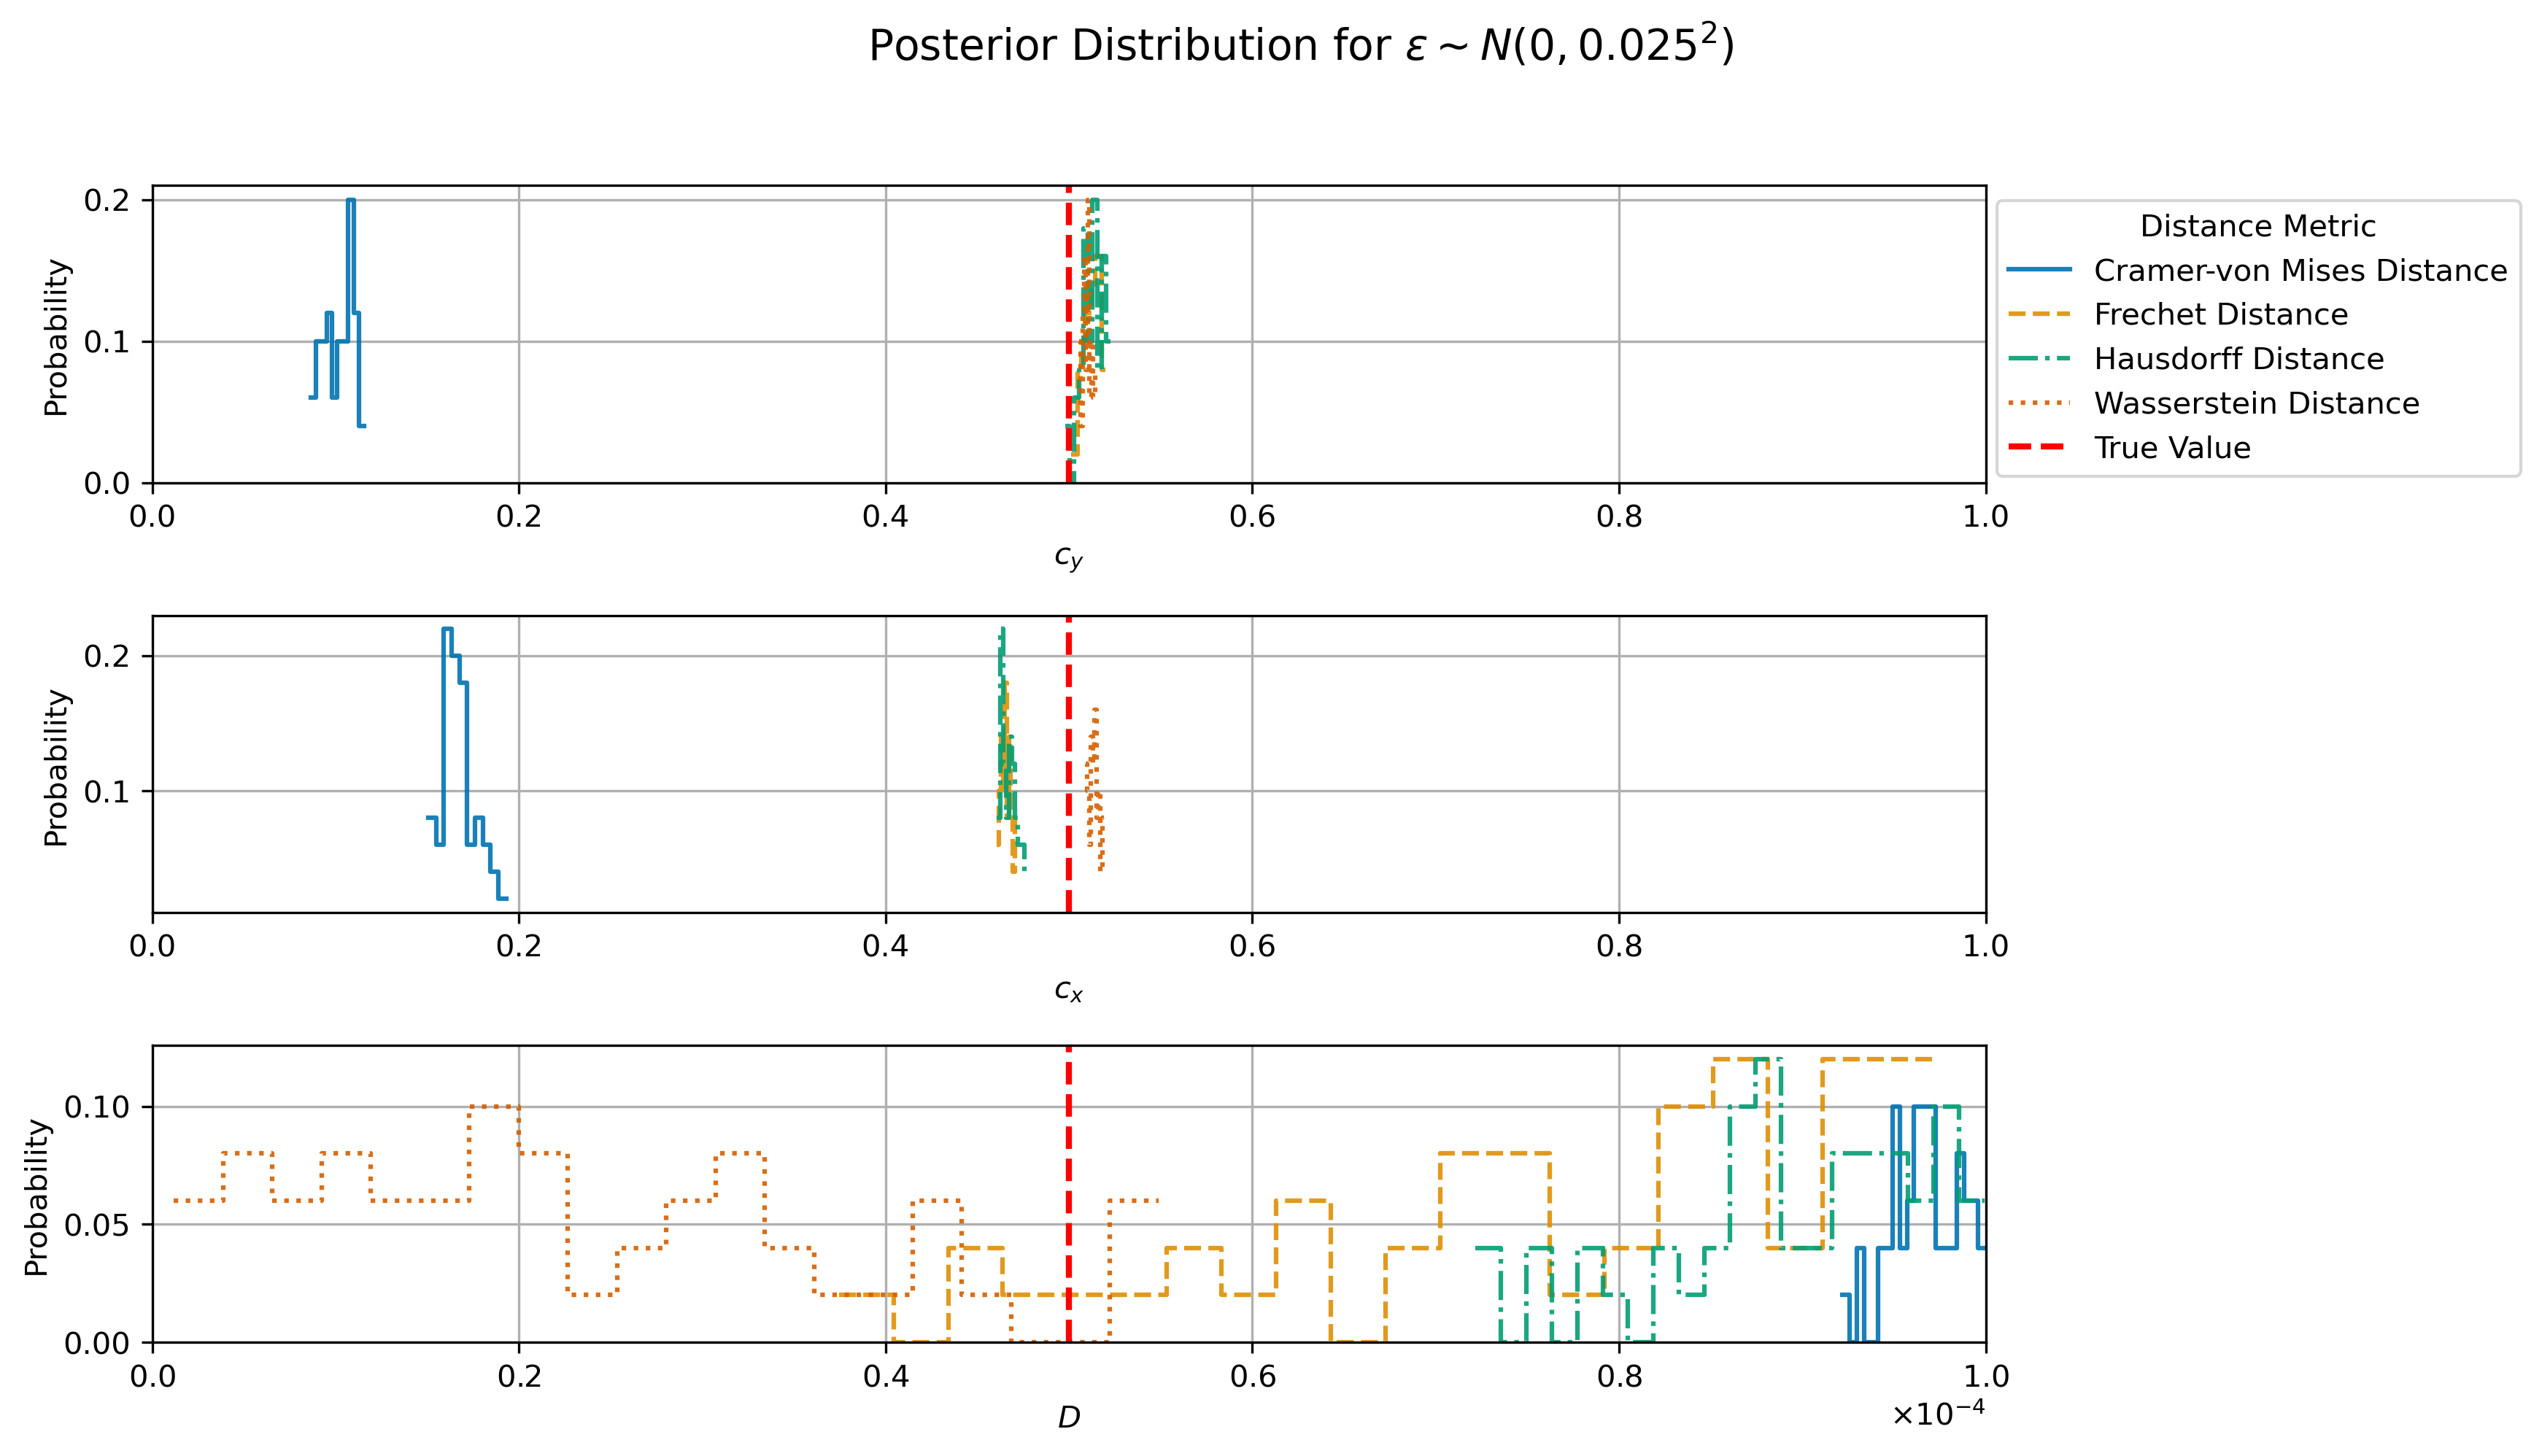 Posterior Distribution for ε ~ N(0, 0.025²)
Probability
0.2
0.1
0.0
0.0 0.2 0.4 0.6 0.8 1.0
c_y
Distance Metric
Cramer-von Mises Distance
Frechet Distance
Hausdorff Distance
Wasserstein Distance
True Value
Probability
0.2
0.1
0.0 0.2 0.4 0.6 0.8 1.0
c_x
Probability
0.10
0.05
0.00
0.0 0.2 0.4 0.6 0.8 1.0
D
×10⁻⁴